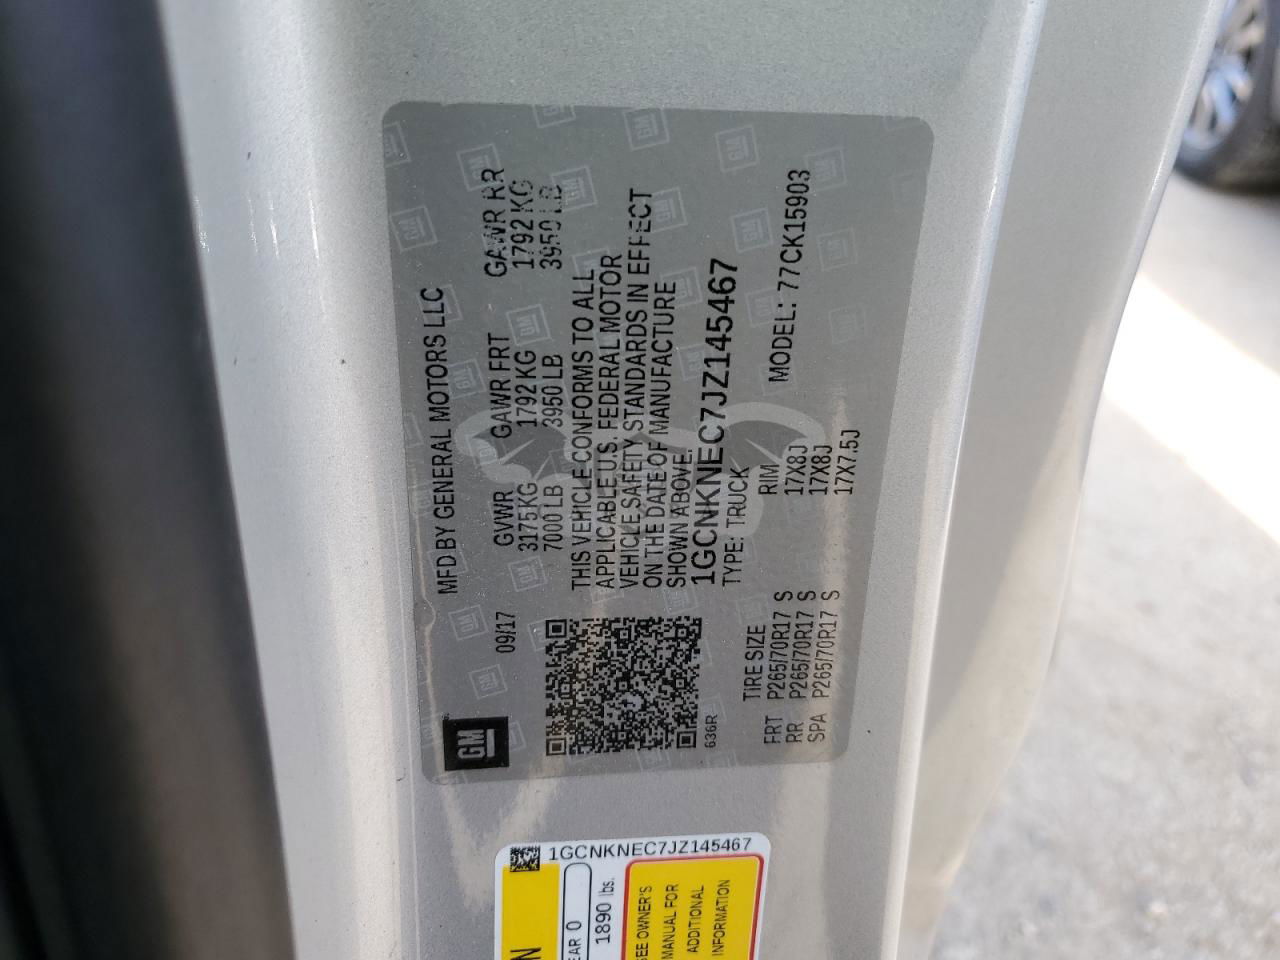 MFD BY GENERAL MOTORS LLC
09/17
GVWR GAWR FRT GAWR RR
3175 KG 1792 KG 1792 KG
7000 LB 3950 LB 3950 LB
THIS VEHICLE CONFORMS TO ALL
APPLICABLE U.S. FEDERAL MOTOR
VEHICLE SAFETY STANDARDS IN EFFECT
ON THE DATE OF MANUFACTURE
SHOWN ABOVE.
1GCNKNEC7JZ145467
TYPE: TRUCK MODEL: 77CK15903
GM
636R
TIRE SIZE RIM
FRT P265/70R17 S 17X8J
RR P265/70R17 S 17X8J
SPA P265/70R17 S 17X7.5J
1GCNKNEC7JZ145467
EAR 0
1890 lbs.
SEE OWNER'S
MANUAL FOR
ADDITIONAL
INFORMATION